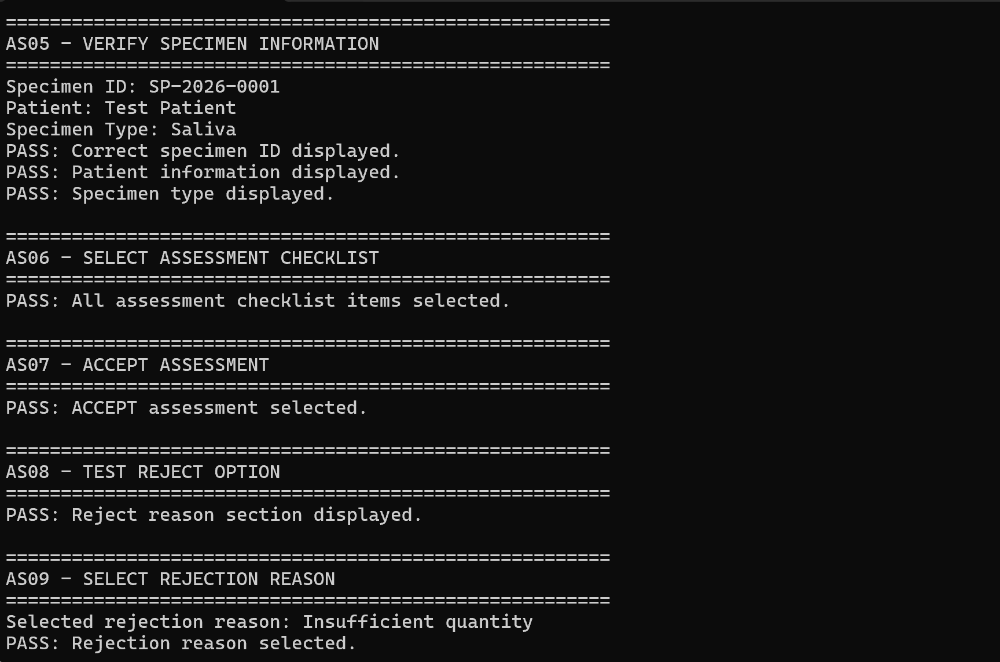 =======================================================
AS05 - VERIFY SPECIMEN INFORMATION
=======================================================
Specimen ID: SP-2026-0001
Patient: Test Patient
Specimen Type: Saliva
PASS: Correct specimen ID displayed.
PASS: Patient information displayed.
PASS: Specimen type displayed.

=======================================================
AS06 - SELECT ASSESSMENT CHECKLIST
=======================================================
PASS: All assessment checklist items selected.

=======================================================
AS07 - ACCEPT ASSESSMENT
=======================================================
PASS: ACCEPT assessment selected.

=======================================================
AS08 - TEST REJECT OPTION
=======================================================
PASS: Reject reason section displayed.

=======================================================
AS09 - SELECT REJECTION REASON
=======================================================
Selected rejection reason: Insufficient quantity
PASS: Rejection reason selected.